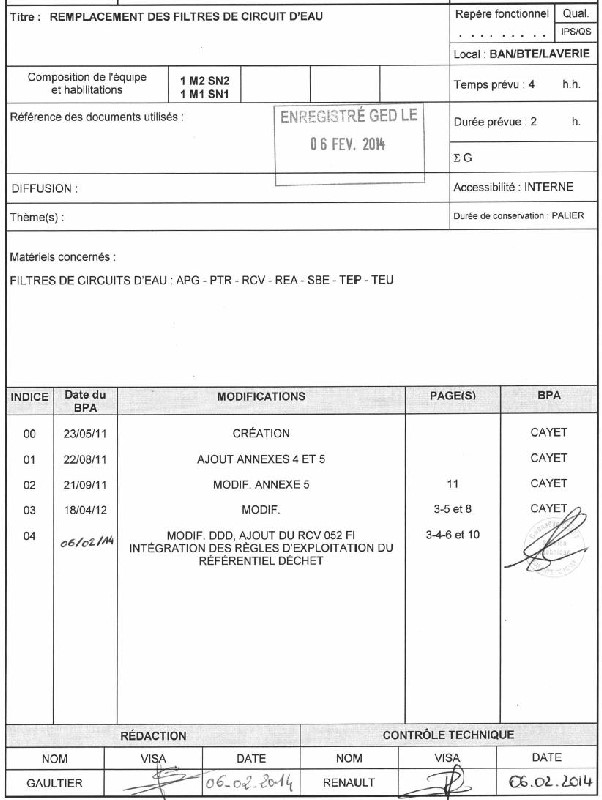 Titre : REMPLACEMENT DES FILTRES DE CIRCUIT D'EAU
Repère fonctionnel
Qual.
. . . . . . . . .
IPS/QS
Local : BAN/BTE/LAVERIE
Composition de l'équipe
et habilitations
1 M2 SN2
1 M1 SN1
Temps prévu : 4 h.h.
Référence des documents utilisés :
ENREGISTRÉ GED LE
06 FEV. 2014
Durée prévue : 2 h.
Σ G
DIFFUSION :
Accessibilité : INTERNE
Thème(s) :
Durée de conservation : PALIER
Matériels concernés :
FILTRES DE CIRCUITS D'EAU : APG - PTR - RCV - REA - SBE - TEP - TEU
INDICE
Date du
BPA
MODIFICATIONS
PAGE(S)
BPA
00 23/05/11 CRÉATION CAYET
01 22/08/11 AJOUT ANNEXES 4 ET 5 CAYET
02 21/09/11 MODIF. ANNEXE 5 11 CAYET
03 18/04/12 MODIF. 3-5 et 8 CAYET
04 06/02/14 MODIF. DDD, AJOUT DU RCV 052 FI 3-4-6 et 10
INTÉGRATION DES RÈGLES D'EXPLOITATION DU
RÉFÉRENTIEL DÉCHET
RÉDACTION CONTRÔLE TECHNIQUE
NOM VISA DATE NOM VISA DATE
GAULTIER 06.02.2014 RENAULT 06.02.2014